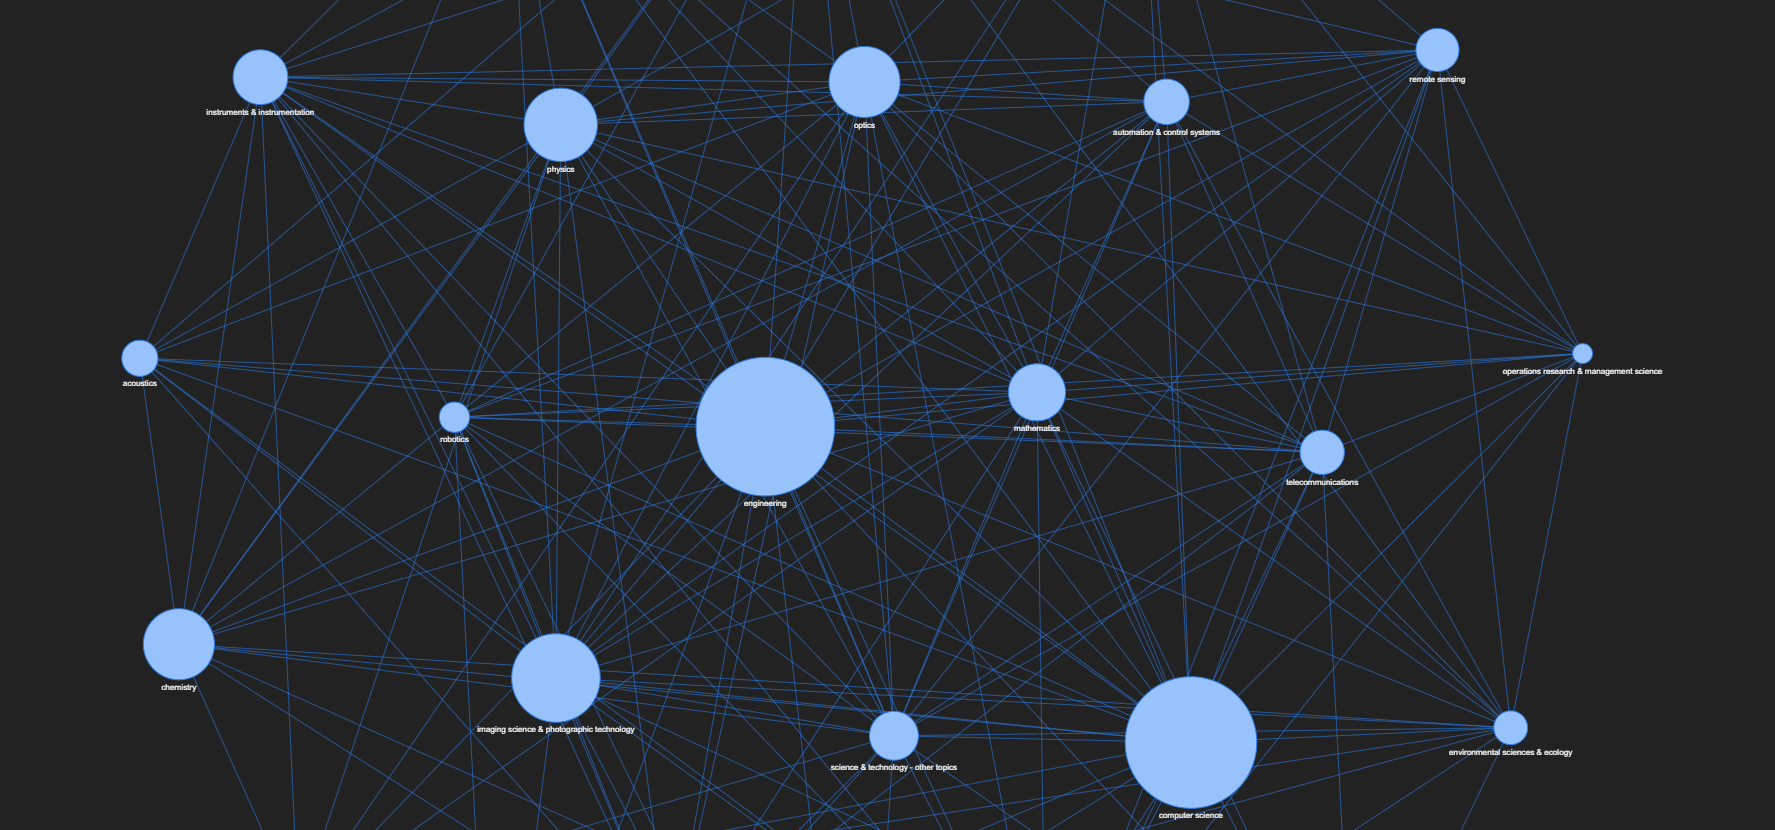 remote sensing
instruments & instrumentation
optics
automation & control systems
physics
operations research & management science
acoustics
mathematics
robotics
telecommunications
engineering
chemistry
imaging science & photographic technology
environmental sciences & ecology
science & technology - other topics
computer science